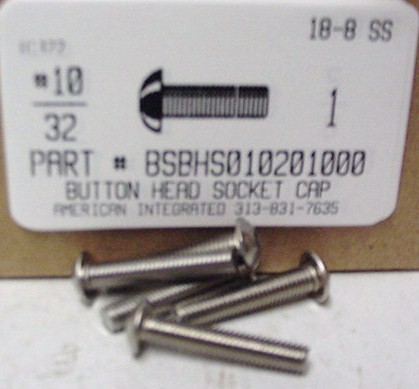 18-8 SS
#10
32
1
PART # BSBHS010201000
BUTTON HEAD SOCKET CAP
AMERICAN INTEGRATED 313-831-7635